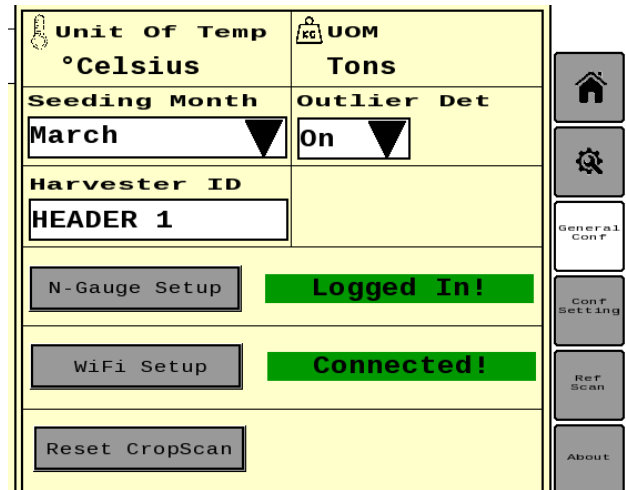 Unit Of Temp
KG UOM
°Celsius
Tons
Seeding Month
Outlier Det
March
On
Harvester ID
HEADER 1
N-Gauge Setup
Logged In!
WiFi Setup
Connected!
Reset CropScan
General
Conf
Conf
Setting
Ref
Scan
About